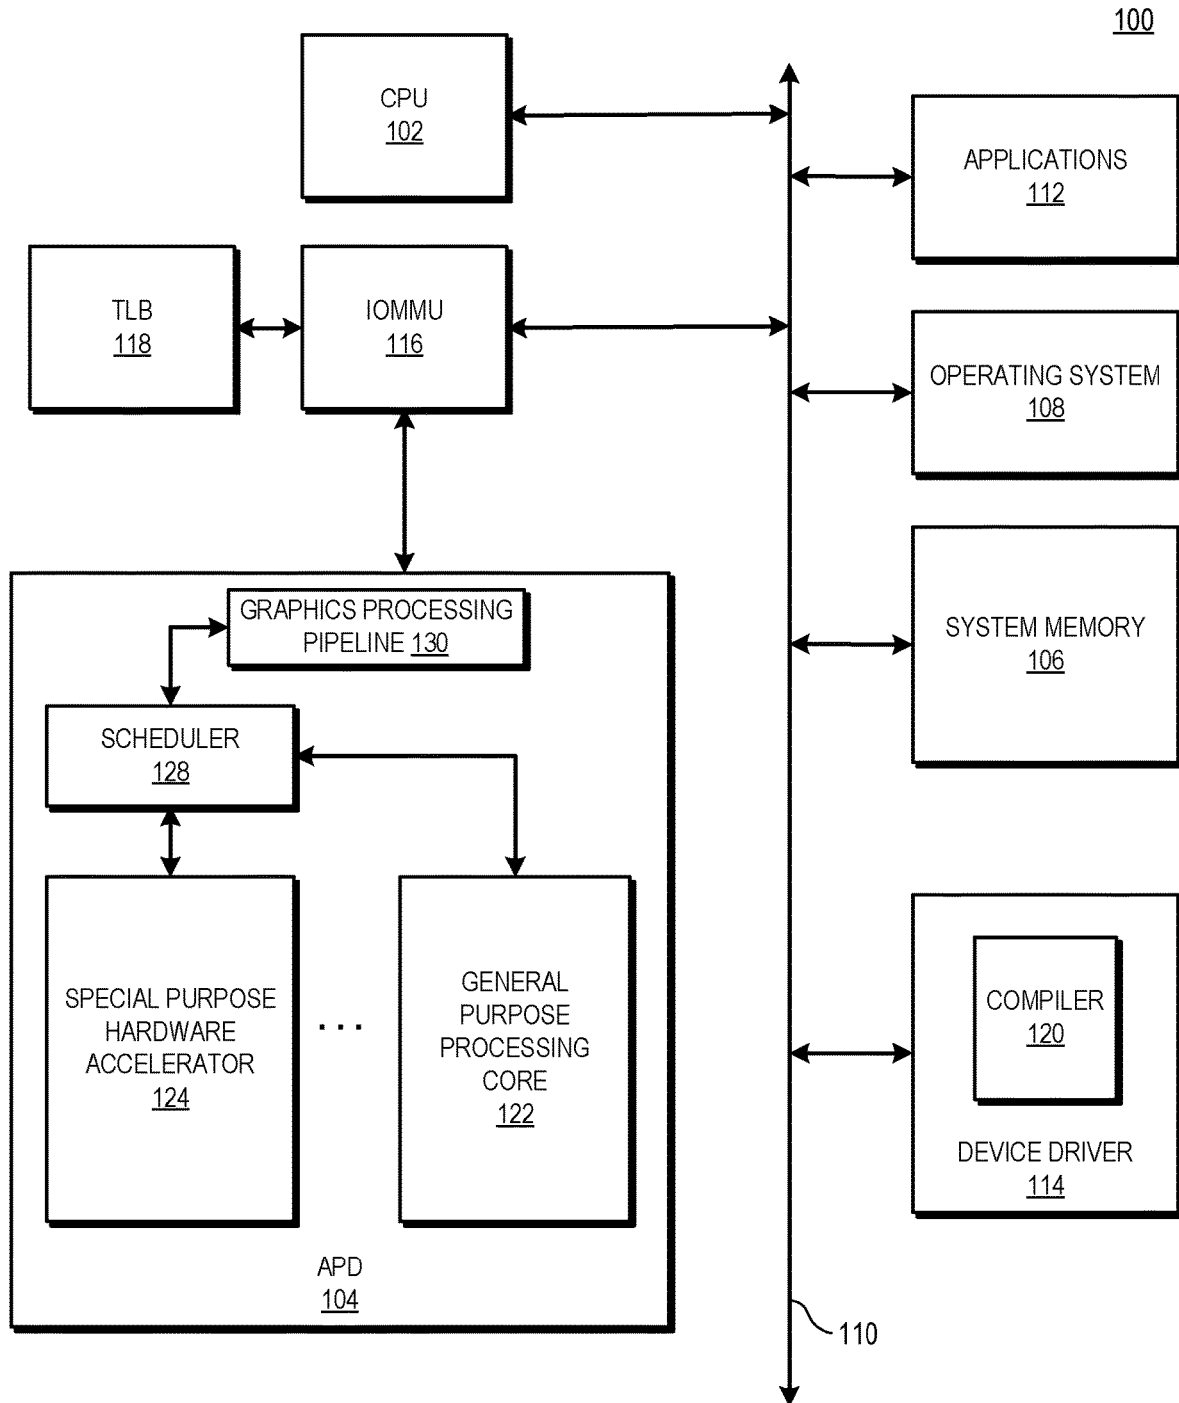 100
CPU
102
APPLICATIONS
112
TLB
118
IOMMU
116
OPERATING SYSTEM
108
SYSTEM MEMORY
106
GRAPHICS PROCESSING
PIPELINE 130
SCHEDULER
128
SPECIAL PURPOSE
HARDWARE
ACCELERATOR
124
. . .
GENERAL
PURPOSE
PROCESSING
CORE
122
COMPILER
120
DEVICE DRIVER
114
APD
104
110